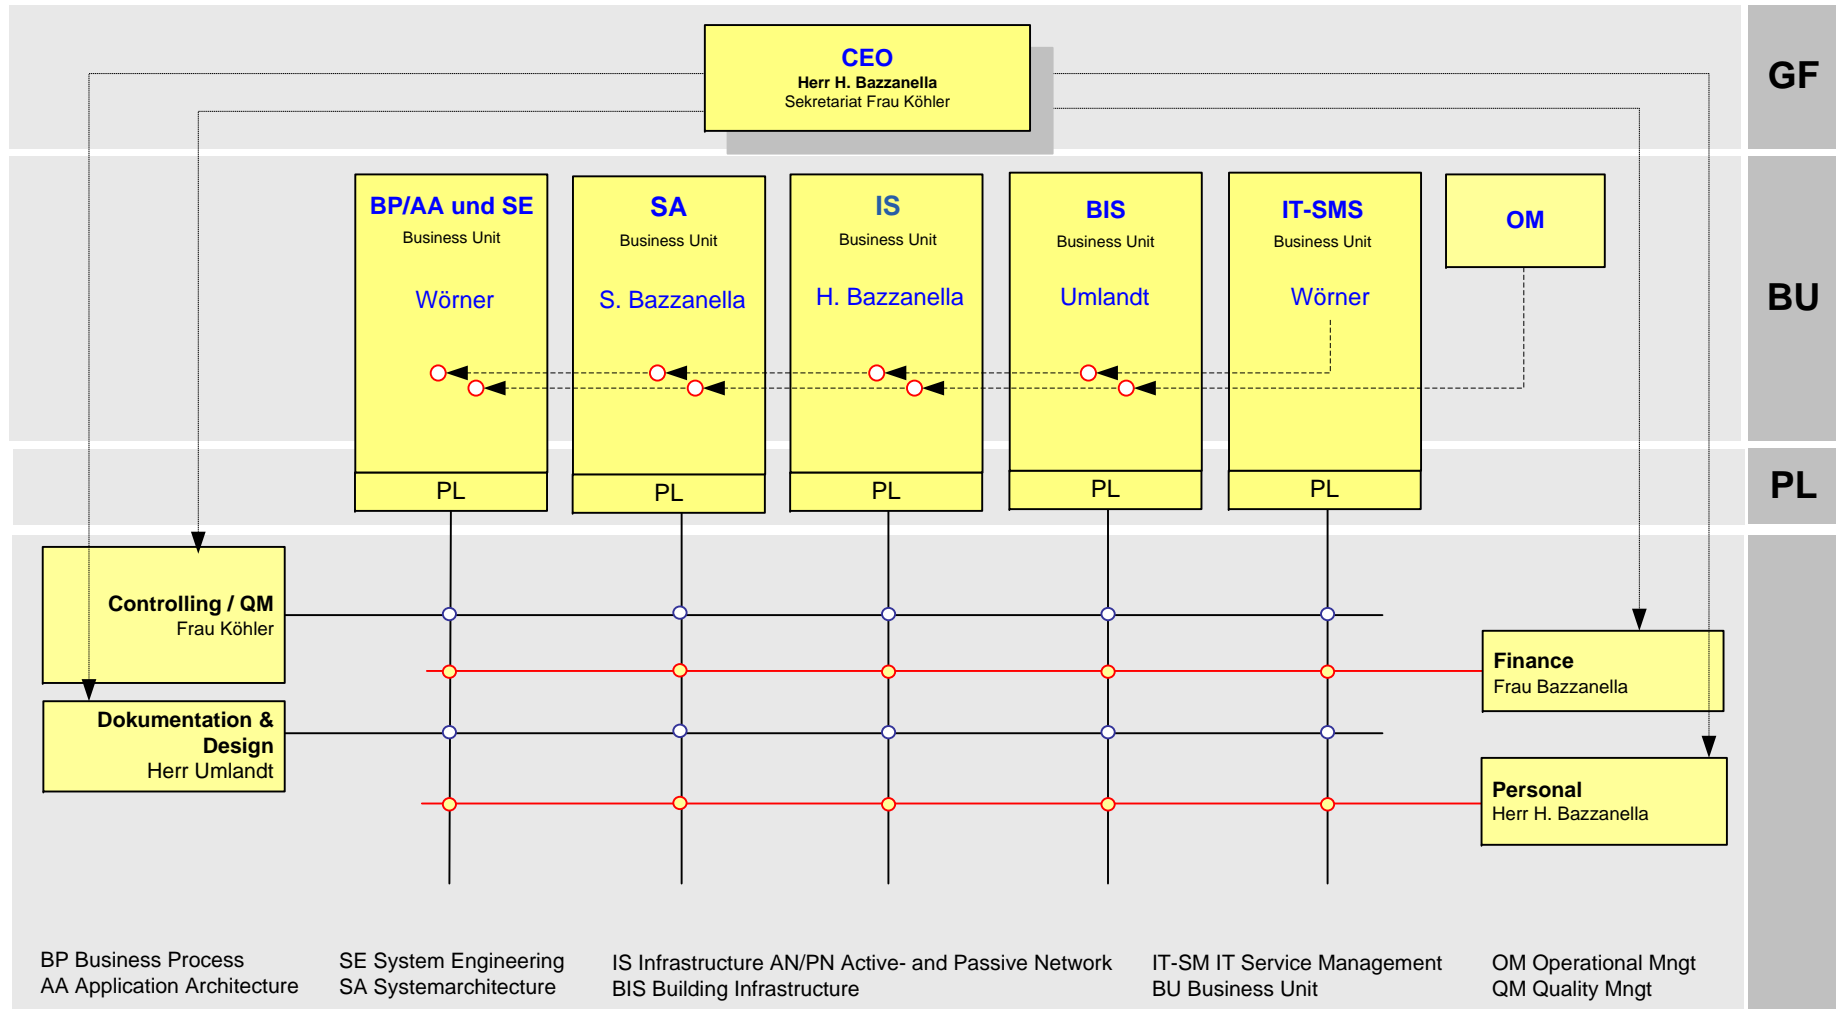 CEO
Herr H. Bazzanella
Sekretariat Frau Köhler
GF
BP/AA und SE
Business Unit
Wörner
SA
Business Unit
S. Bazzanella
IS
Business Unit
H. Bazzanella
BIS
Business Unit
Umlandt
IT-SMS
Business Unit
Wörner
OM
BU
PL
PL
PL
PL
PL
PL
Controlling / QM
Frau Köhler
Dokumentation &
Design
Herr Umlandt
Finance
Frau Bazzanella
Personal
Herr H. Bazzanella
BP Business Process
AA Application Architecture
SE System Engineering
SA Systemarchitecture
IS Infrastructure AN/PN Active- and Passive Network
BIS Building Infrastructure
IT-SM IT Service Management
BU Business Unit
OM Operational Mngt
QM Quality Mngt